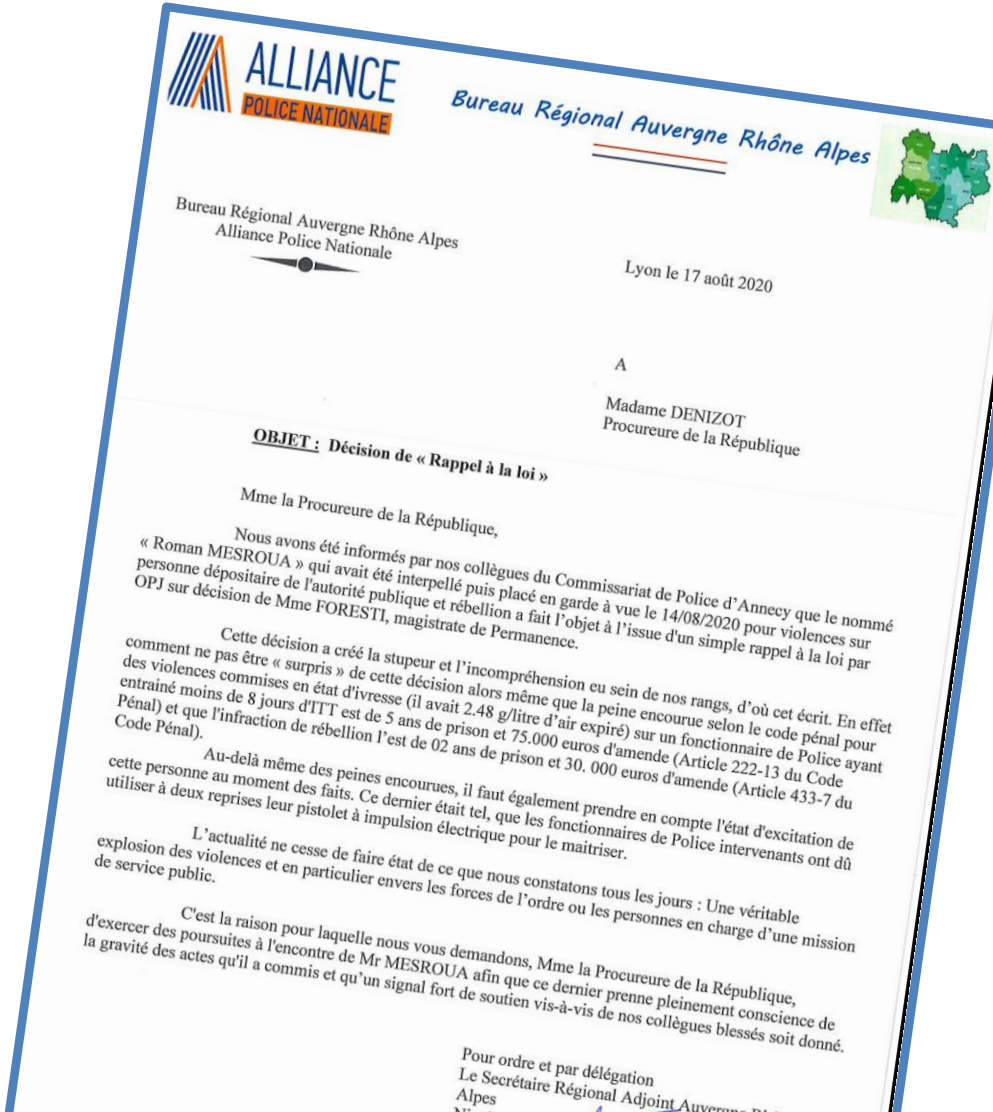 ALLIANCE
POLICE NATIONALE
Bureau Régional Auvergne Rhône Alpes
Bureau Régional Auvergne Rhône Alpes
Alliance Police Nationale
Lyon le 17 août 2020
A
Madame DENIZOT
Procureure de la République
OBJET : Décision de « Rappel à la loi »
Mme la Procureure de la République,
Nous avons été informés par nos collègues du Commissariat de Police d'Annecy que le nommé
« Roman MESROUA » qui avait été interpellé puis placé en garde à vue le 14/08/2020 pour violences sur
personne dépositaire de l'autorité publique et rébellion a fait l'objet à l'issue d'un simple rappel à la loi par
OPJ sur décision de Mme FORESTI, magistrate de Permanence.
Cette décision a créé la stupeur et l'incompréhension eu sein de nos rangs, d'où cet écrit. En effet
comment ne pas être « surpris » de cette décision alors même que la peine encourue selon le code pénal pour
des violences commises en état d'ivresse (il avait 2.48 g/litre d'air expiré) sur un fonctionnaire de Police ayant
entrainé moins de 8 jours d'ITT est de 5 ans de prison et 75.000 euros d'amende (Article 222-13 du Code
Pénal) et que l'infraction de rébellion l'est de 02 ans de prison et 30. 000 euros d'amende (Article 433-7 du
Code Pénal).
Au-delà même des peines encourues, il faut également prendre en compte l'état d'excitation de
cette personne au moment des faits. Ce dernier était tel, que les fonctionnaires de Police intervenants ont dû
utiliser à deux reprises leur pistolet à impulsion électrique pour le maitriser.
L'actualité ne cesse de faire état de ce que nous constatons tous les jours : Une véritable
explosion des violences et en particulier envers les forces de l'ordre ou les personnes en charge d'une mission
de service public.
C'est la raison pour laquelle nous vous demandons, Mme la Procureure de la République,
d'exercer des poursuites à l'encontre de Mr MESROUA afin que ce dernier prenne pleinement conscience de
la gravité des actes qu'il a commis et qu'un signal fort de soutien vis-à-vis de nos collègues blessés soit donné.
Pour ordre et par délégation
Le Secrétaire Régional Adjoint Auvergne
Alpes